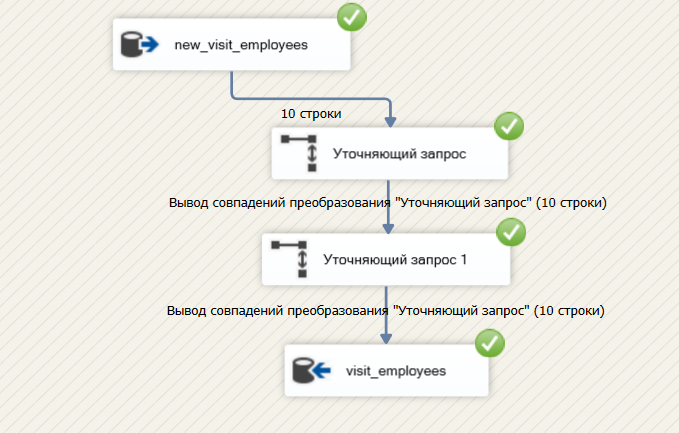 new_visit_employees
10 строки
Уточняющий запрос
Вывод совпадений преобразования "Уточняющий запрос" (10 строки)
Уточняющий запрос 1
Вывод совпадений преобразования "Уточняющий запрос" (10 строки)
visit_employees